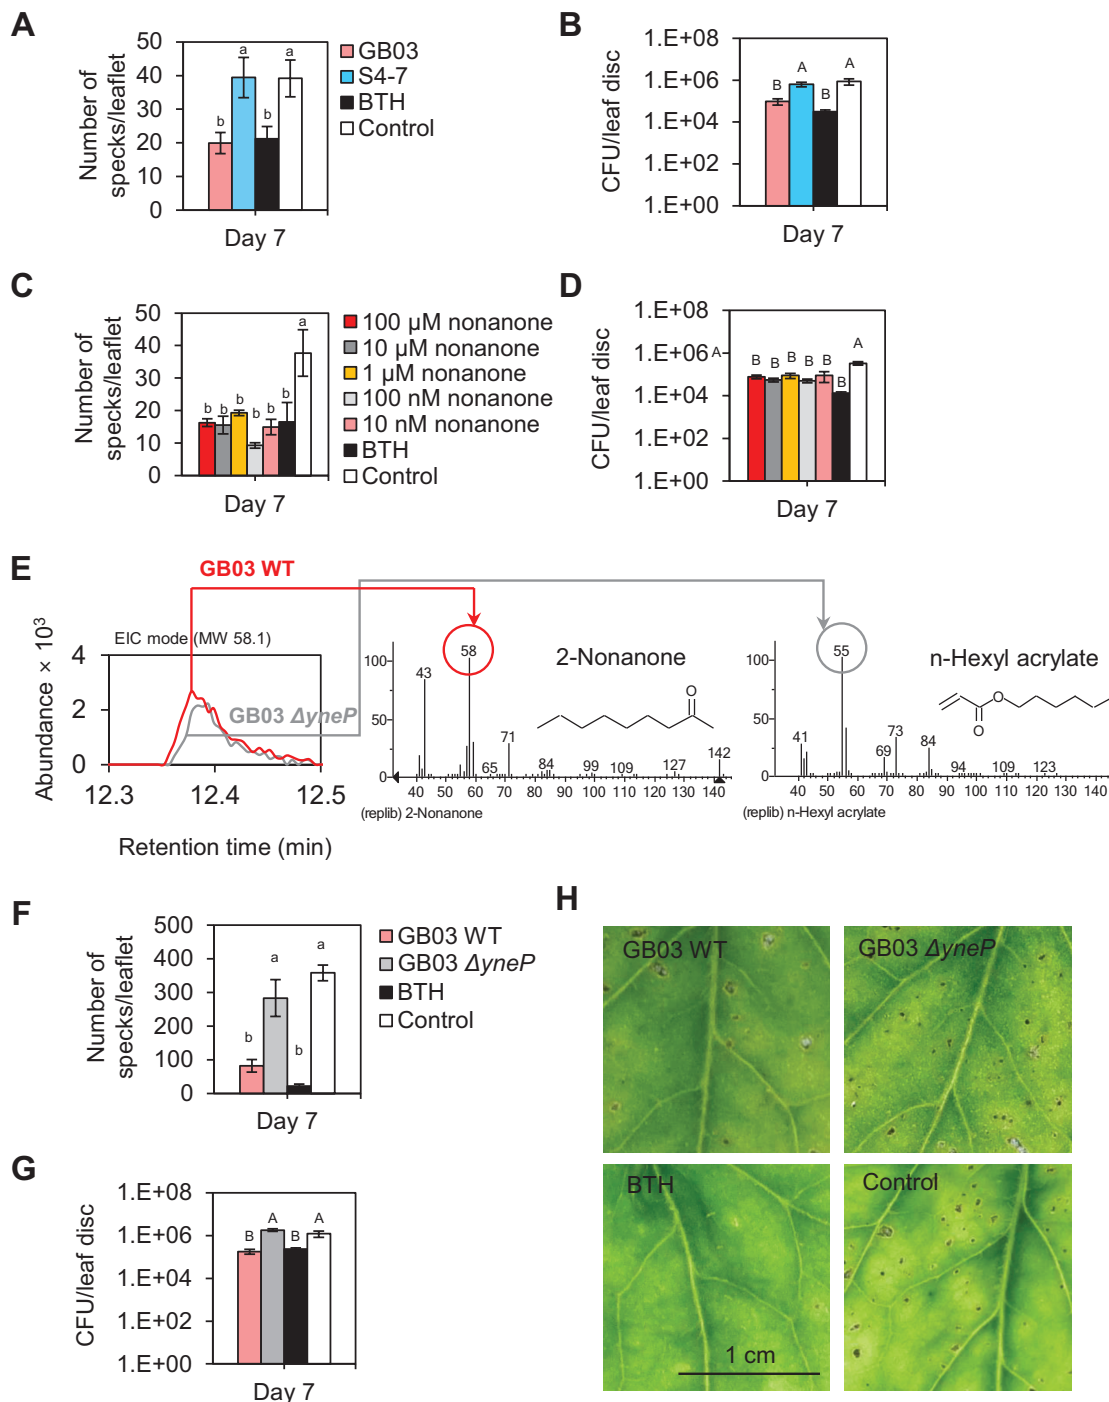 A
50
40
30
20
10
0
Number of
specks/leaflet
a
a
b
b
Day 7
GB03
S4-7
BTH
Control
B
1.E+08
1.E+06
1.E+04
1.E+02
1.E+00
CFU/leaf disc
B
A
B
A
Day 7
C
50
40
30
20
10
0
Number of
specks/leaflet
b
b
b
b
b
b
a
Day 7
100 µM nonanone
10 µM nonanone
1 µM nonanone
100 nM nonanone
10 nM nonanone
BTH
Control
D
1.E+08
1.E+06
1.E+04
1.E+02
1.E+00
CFU/leaf disc
A
B
B
B
B
B
B
A
Day 7
E
GB03 WT
EIC mode (MW 58.1)
Abundance × 10³
4
2
0
GB03 ΔyneP
12.3 12.4 12.5
Retention time (min)
2-Nonanone
100
50
0
43
58
65
71
84
99
109
127
142
O
40 50 60 70 80 90 100 110 120 130 140
(replib) 2-Nonanone
n-Hexyl acrylate
100
50
0
41
55
69
73
84
94
109
123
O
O
40 50 60 70 80 90 100 110 120 130 140
(replib) n-Hexyl acrylate
F
500
400
300
200
100
0
Number of
specks/leaflet
b
a
b
a
Day 7
GB03 WT
GB03 ΔyneP
BTH
Control
G
1.E+08
1.E+06
1.E+04
1.E+02
1.E+00
CFU/leaf disc
B
A
B
A
Day 7
H
GB03 WT
GB03 ΔyneP
BTH
Control
1 cm